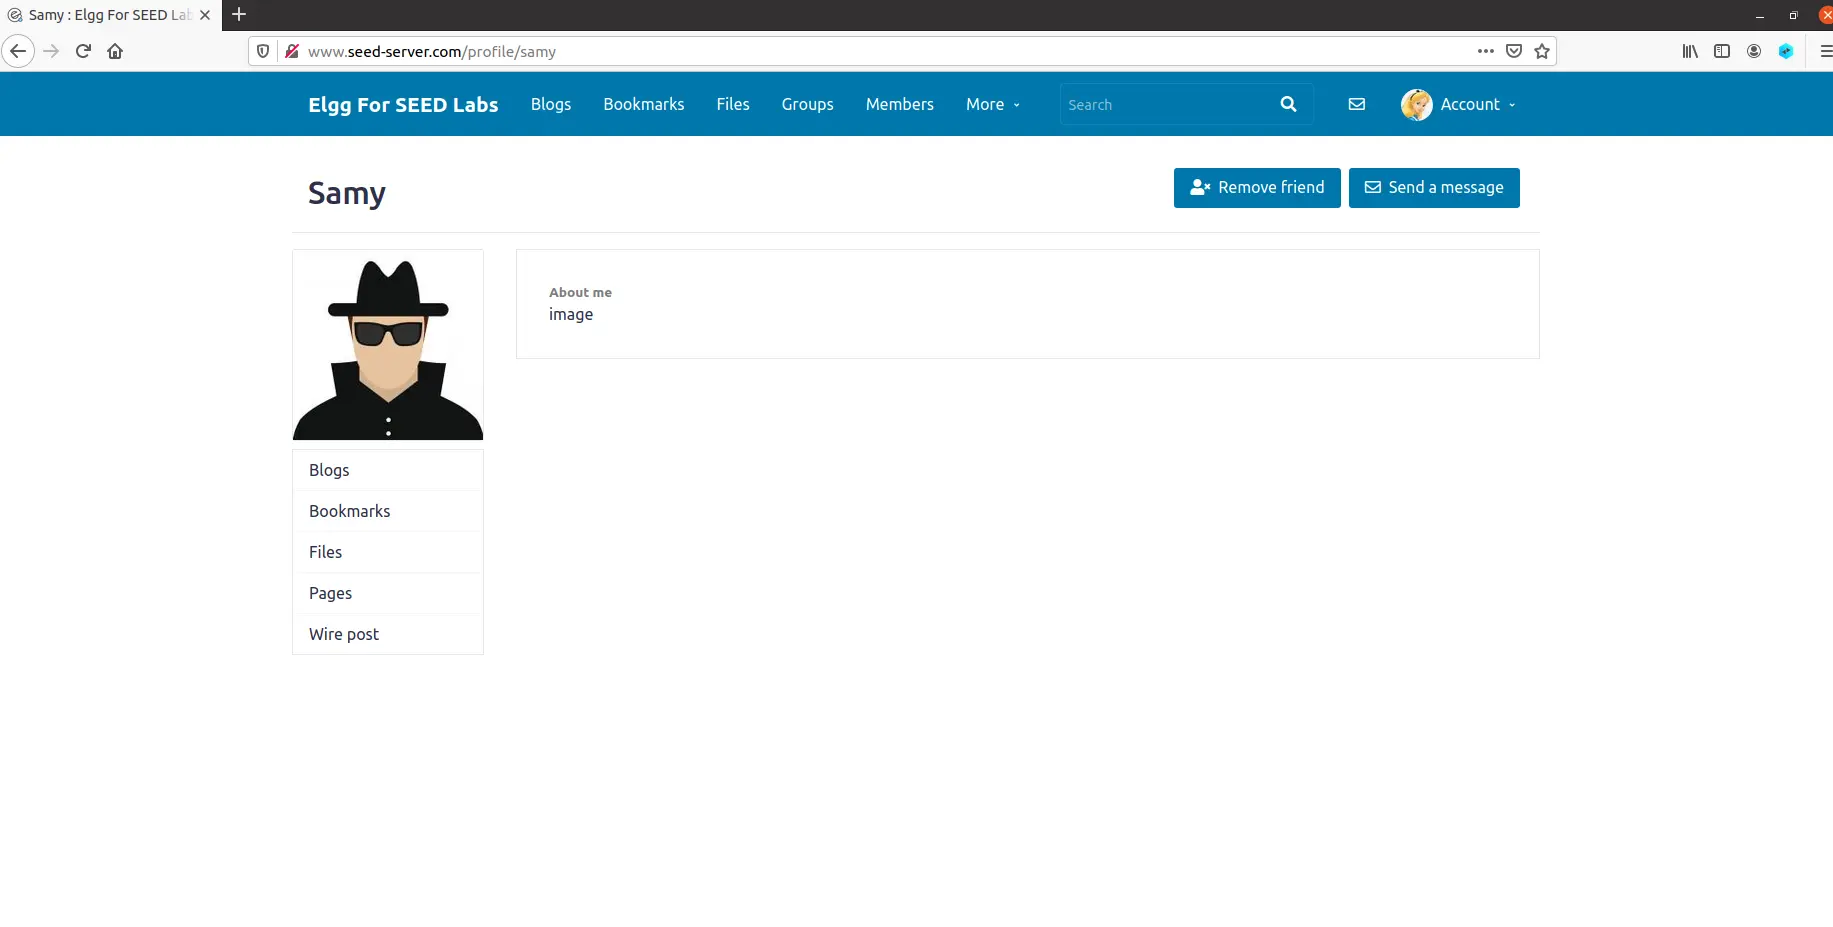 Samy : Elgg For SEED Lab
www.seed-server.com/profile/samy
Elgg For SEED Labs Blogs Bookmarks Files Groups Members More Search Account
Samy
Remove friend Send a message
About me
image
Blogs
Bookmarks
Files
Pages
Wire post